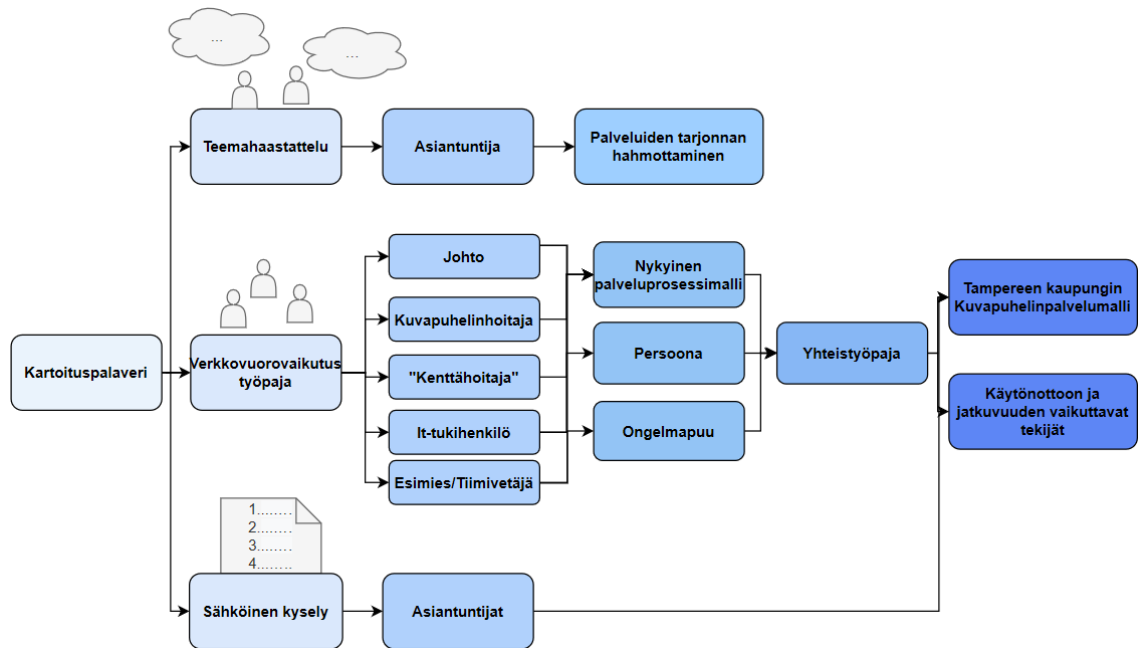 ...
...
Teemahaastattelu
Asiantuntija
Palveluiden tarjonnan
hahmottaminen
Kartoituspalaveri
Verkkovuorovaikutus
työpaja
Johto
Kuvapuhelinhoitaja
"Kenttähoitaja"
It-tukihenkilö
Esimies/Tiimivetäjä
Nykyinen
palveluprosessimalli
Persoona
Ongelmapuu
Yhteistyöpaja
Tampereen kaupungin
Kuvapuhelinpalvelumalli
Käytönottoon ja
jatkuvuuden vaikuttavat
tekijät
1........
2........
3........
4........
Sähköinen kysely
Asiantuntijat